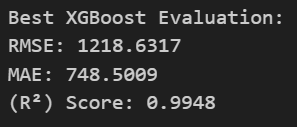 Best XGBoost Evaluation:
RMSE: 1218.6317
MAE: 748.5009
(R²) Score: 0.9948